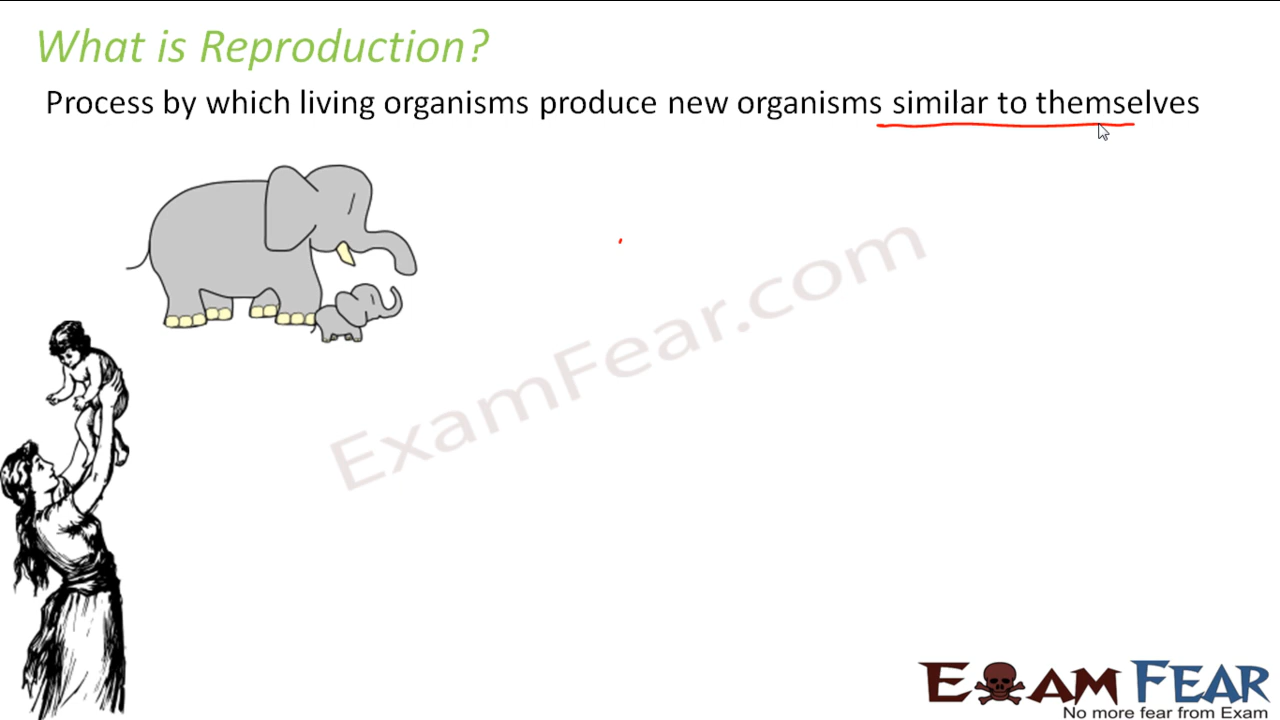 What is Reproduction?
Process by which living organisms produce new organisms similar to themselves
ExamFear.com
EXAM FEAR
No more fear from Exam